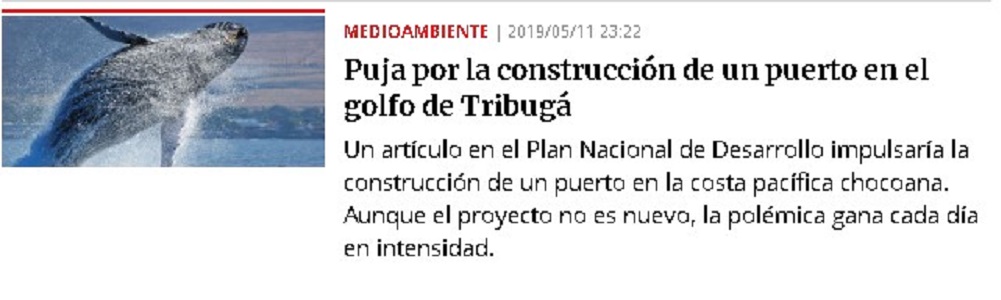 MEDIOAMBIENTE | 2019/05/11 23:22
Puja por la construcción de un puerto en el
golfo de Tribugá
Un artículo en el Plan Nacional de Desarrollo impulsaría la
construcción de un puerto en la costa pacífica chocoana.
Aunque el proyecto no es nuevo, la polémica gana cada día
en intensidad.